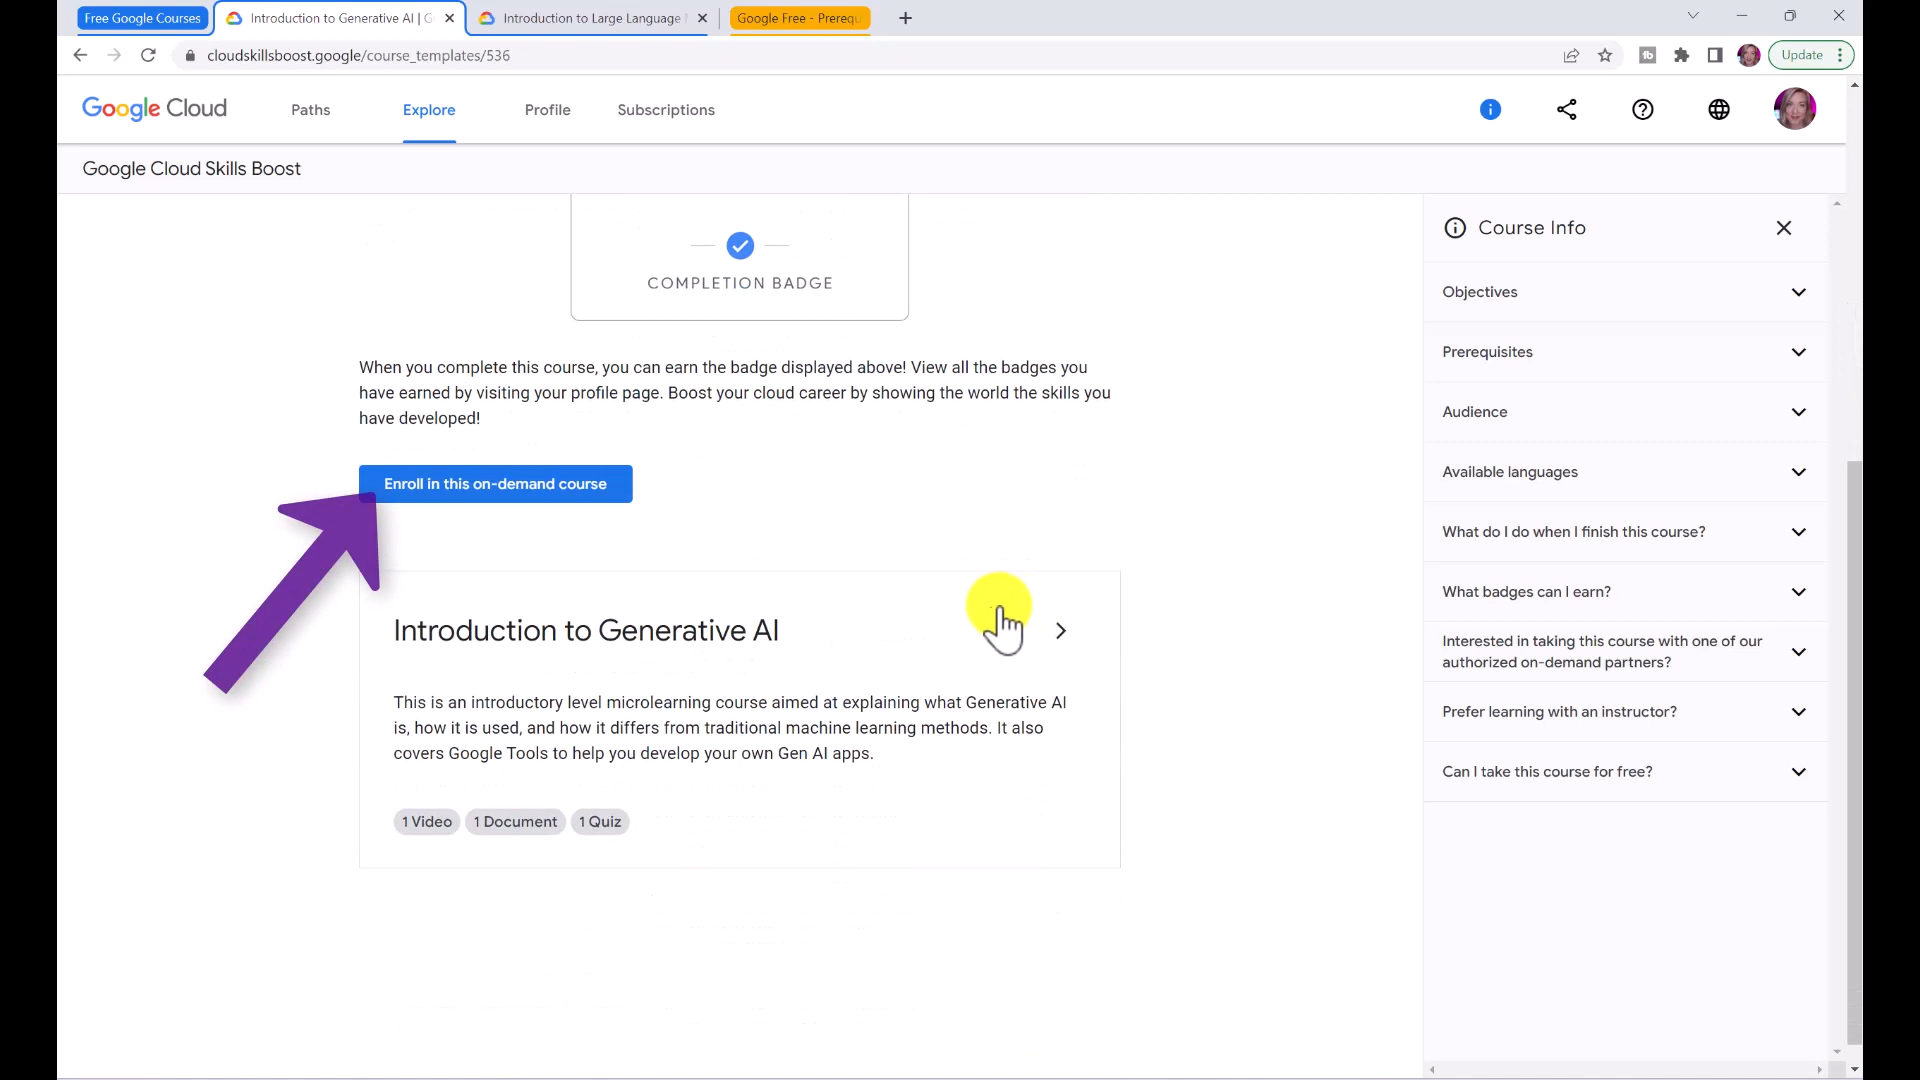 Free Google Courses
Introduction to Generative AI | G
Introduction to Large Language
Google Free - Prerequ
cloudskillsboost.google/course_templates/536
Update
Google Cloud
Paths
Explore
Profile
Subscriptions
Google Cloud Skills Boost
COMPLETION BADGE
When you complete this course, you can earn the badge displayed above! View all the badges you
have earned by visiting your profile page. Boost your cloud career by showing the world the skills you
have developed!
Enroll in this on-demand course
Introduction to Generative AI
This is an introductory level microlearning course aimed at explaining what Generative AI
is, how it is used, and how it differs from traditional machine learning methods. It also
covers Google Tools to help you develop your own Gen AI apps.
1 Video
1 Document
1 Quiz
Course Info
Objectives
Prerequisites
Audience
Available languages
What do I do when I finish this course?
What badges can I earn?
Interested in taking this course with one of our
authorized on-demand partners?
Prefer learning with an instructor?
Can I take this course for free?